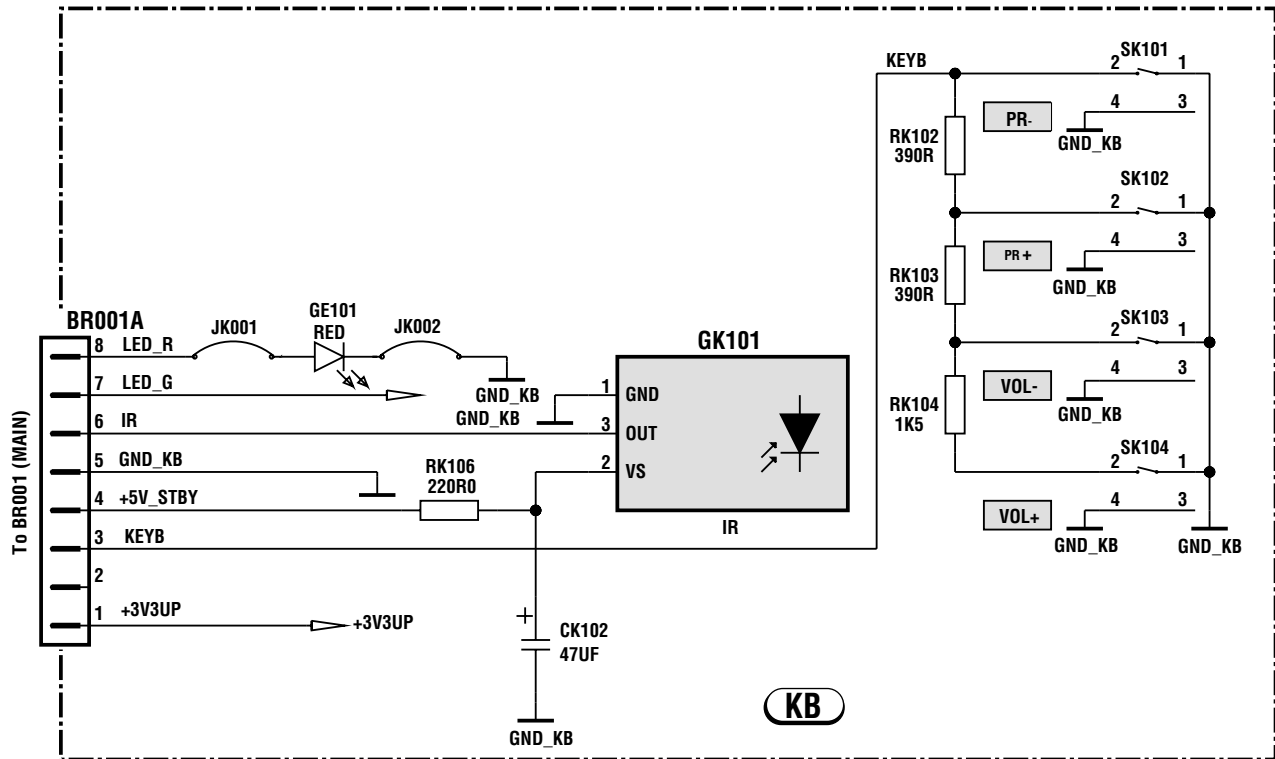 SK101
KEYB
2 1
4 3
RK102
390R
PR-
GND_KB
SK102
2 1
4 3
RK103
390R
PR +
GND_KB
SK103
2 1
4 3
RK104
1K5
VOL-
GND_KB
SK104
2 1
4 3
VOL+
GND_KB
GND_KB
To BR001 (MAIN)
BR001A
8 LED_R
7 LED_G
6 IR
5 GND_KB
4 +5V_STBY
3 KEYB
2
1 +3V3UP
+3V3UP
JK001
GE101
RED
JK002
GND_KB
GND_KB
RK106
220R0
GK101
1 GND
3 OUT
2 VS
IR
+
CK102
47UF
GND_KB
KB